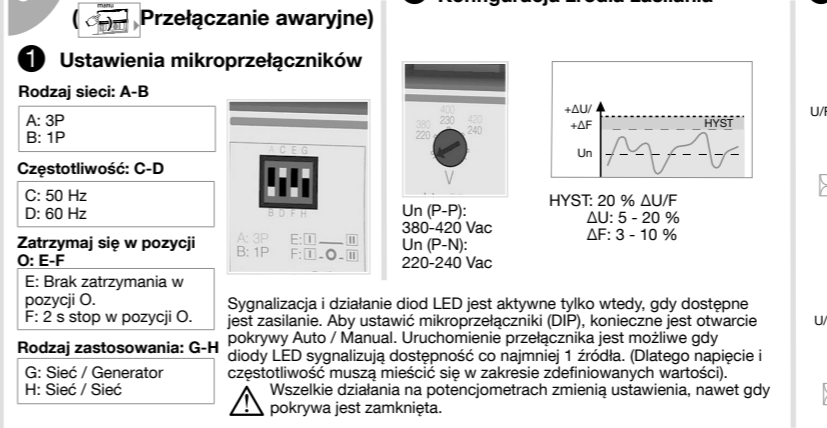 menu
( Przełączanie awaryjne)
1 Ustawienia mikroprzełączników
Rodzaj sieci: A-B
A: 3P
B: 1P
Częstotliwość: C-D
C: 50 Hz
D: 60 Hz
Zatrzymaj się w pozycji
O: E-F
E: Brak zatrzymania w
pozycji O.
F: 2 s stop w pozycji O.
Rodzaj zastosowania: G-H
G: Sieć / Generator
H: Sieć / Sieć
A C E G
B D F H
A: 3P E: I II
B: 1P F: I - O - II
400
380 230 420
220 240
V
Un (P-P):
380-420 Vac
Un (P-N):
220-240 Vac
+ΔU/
+ΔF
HYST
Un
HYST: 20 % ΔU/F
ΔU: 5 - 20 %
ΔF: 3 - 10 %
Sygnalizacja i działanie diod LED jest aktywne tylko wtedy, gdy dostępne
jest zasilanie. Aby ustawić mikroprzełączniki (DIP), konieczne jest otwarcie
pokrywy Auto / Manual. Uruchomienie przełącznika jest możliwe gdy
diody LED sygnalizują dostępność co najmniej 1 źródła. (Dlatego napięcie i
częstotliwość muszą mieścić się w zakresie zdefiniowanych wartości).
Wszelkie działania na potencjometrach zmienią ustawienia, nawet gdy
pokrywa jest zamknięta.